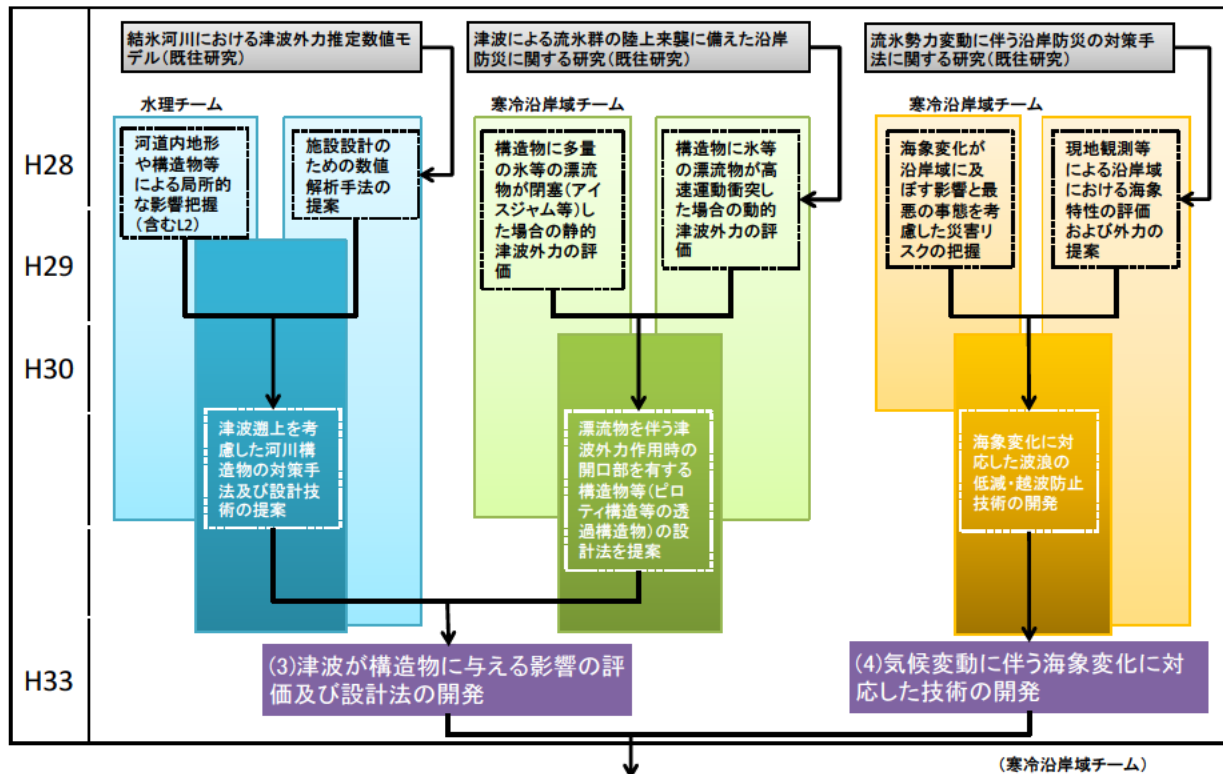 結氷河川における津波外力推定数値モ
デル(既往研究)
津波による流氷群の陸上来襲に備えた沿岸
防災に関する研究(既往研究)
流氷勢力変動に伴う沿岸防災の対策手
法に関する研究(既往研究)
水理チーム
寒冷沿岸域チーム
寒冷沿岸域チーム
H28
H29
H30
H33
河道内地形
や構造物等
による局所的
な影響把握
(含むL2)
施設設計の
ための数値
解析手法の
提案
構造物に多量
の氷等の漂流
物が閉塞(アイ
スジャム等)し
た場合の静的
津波外力の評
価
構造物に氷等
の漂流物が高
速運動衝突し
た場合の動的
津波外力の評
価
海象変化が
沿岸域に及
ぼす影響と最
悪の事態を考
慮した災害リ
スクの把握
現地観測等
による沿岸域
における海象
特性の評価
および外力の
提案
津波遡上を考
慮した河川構
造物の対策手
法及び設計技
術の提案
漂流物を伴う津
波外力作用時の
開口部を有する
構造物等(ピロ
ティ構造等の透
過構造物)の設
計法を提案
海象変化に対
応した波浪の
低減・越波防止
技術の開発
(3)津波が構造物に与える影響の評
価及び設計法の開発
(4)気候変動に伴う海象変化に対
応した技術の開発
(寒冷沿岸域チーム)